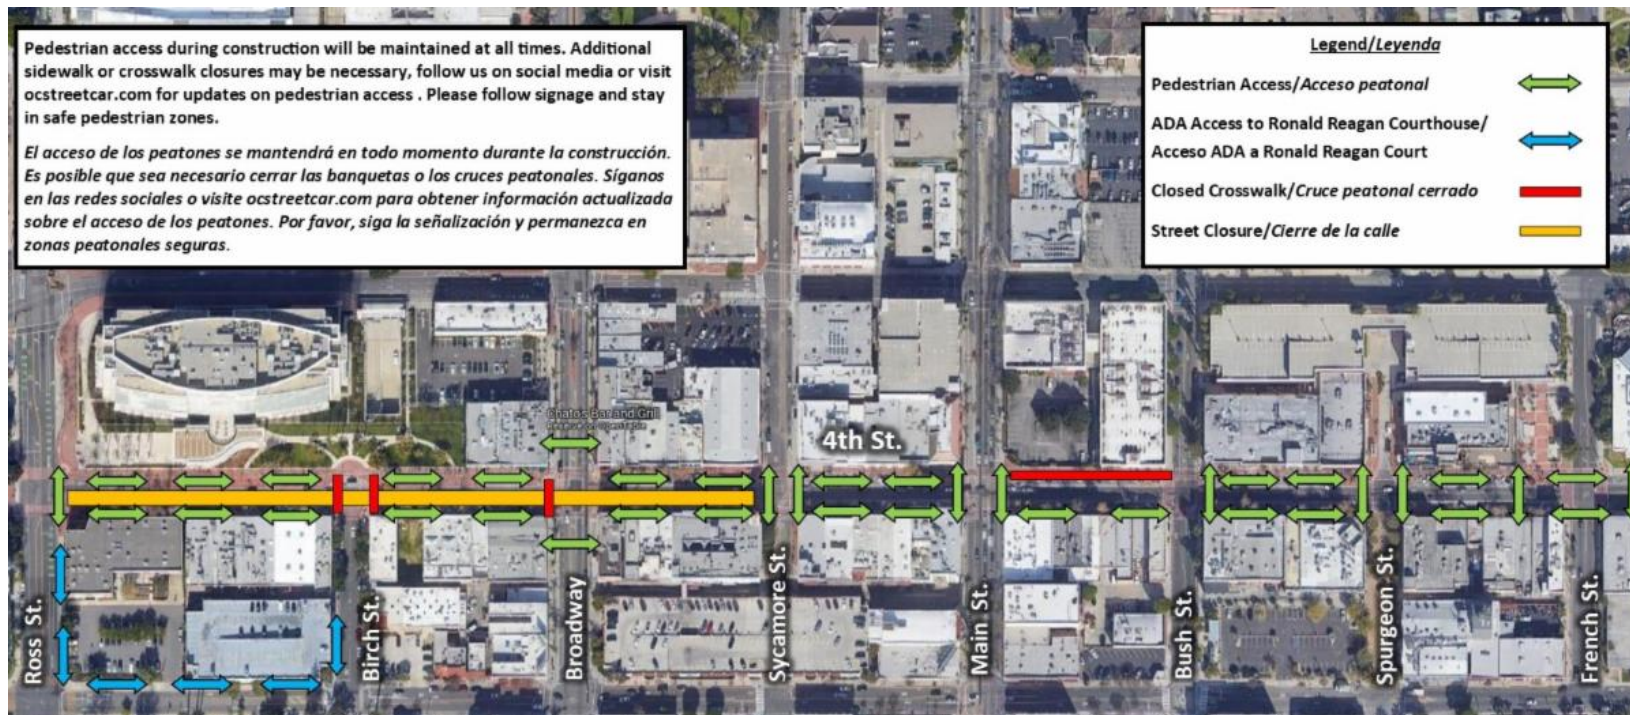 Pedestrian access during construction will be maintained at all times. Additional
sidewalk or crosswalk closures may be necessary, follow us on social media or visit
ocstreetcar.com for updates on pedestrian access . Please follow signage and stay
in safe pedestrian zones.
El acceso de los peatones se mantendrá en todo momento durante la construcción.
Es posible que sea necesario cerrar las banquetas o los cruces peatonales. Síganos
en las redes sociales o visite ocstreetcar.com para obtener información actualizada
sobre el acceso de los peatones. Por favor, siga la señalización y permanezca en
zonas peatonales seguras.
Legend/Leyenda
Pedestrian Access/Acceso peatonal
ADA Access to Ronald Reagan Courthouse/
Acceso ADA a Ronald Reagan Court
Closed Crosswalk/Cruce peatonal cerrado
Street Closure/Cierre de la calle
Chatos Bar and Grill
4th St.
Ross St.
Birch St.
Broadway
Sycamore St.
Main St.
Bush St.
Spurgeon St.
French St.